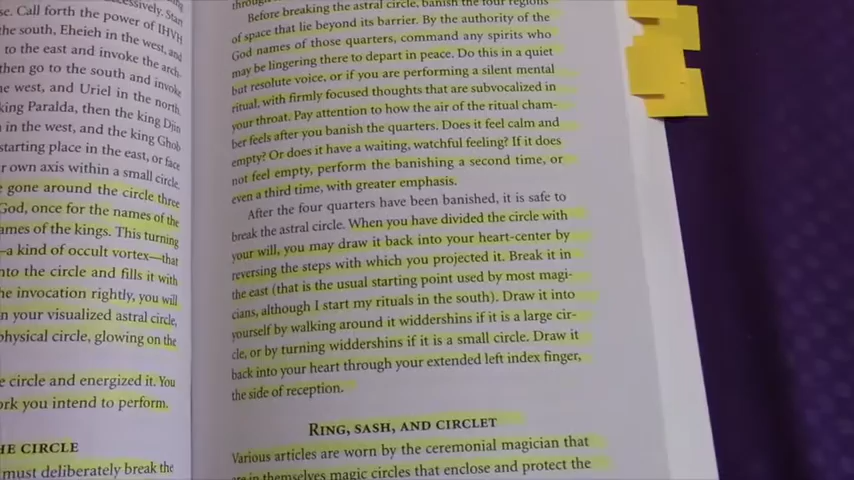 se. Call forth the power of IHVH
the south, Eheieh in the west, and
to the east and invoke the arch-
then go to the south and invoke
he west, and Uriel in the north.
king Paralda, then the king Djin
in the west, and the king Ghob
starting place in the east, or face
r own axis within a small circle.
e gone around the circle three
God, once for the names of the
ames of the kings. This turning
—a kind of occult vortex—that
nto the circle and fills it with
he invocation rightly, you will
n your visualized astral circle,
physical circle, glowing on the
e circle and energized it. You
ork you intend to perform.
HE CIRCLE
must deliberately break the
Before breaking the astral circle, banish the four regions
of space that lie beyond its barrier. By the authority of the
God names of those quarters, command any spirits who
may be lingering there to depart in peace. Do this in a quiet
but resolute voice, or if you are performing a silent mental
ritual, with firmly focused thoughts that are subvocalized in
your throat. Pay attention to how the air of the ritual cham-
ber feels after you banish the quarters. Does it feel calm and
empty? Or does it have a waiting, watchful feeling? If it does
not feel empty, perform the banishing a second time, or
even a third time, with greater emphasis.
After the four quarters have been banished, it is safe to
break the astral circle. When you have divided the circle with
your will, you may draw it back into your heart-center by
reversing the steps with which you projected it. Break it in
the east (that is the usual starting point used by most magi-
cians, although I start my rituals in the south). Draw it into
yourself by walking around it widdershins if it is a large cir-
cle, or by turning widdershins if it is a small circle. Draw it
back into your heart through your extended left index finger,
the side of reception.
RING, SASH, AND CIRCLET
Various articles are worn by the ceremonial magician that
are in themselves magic circles that enclose and protect the